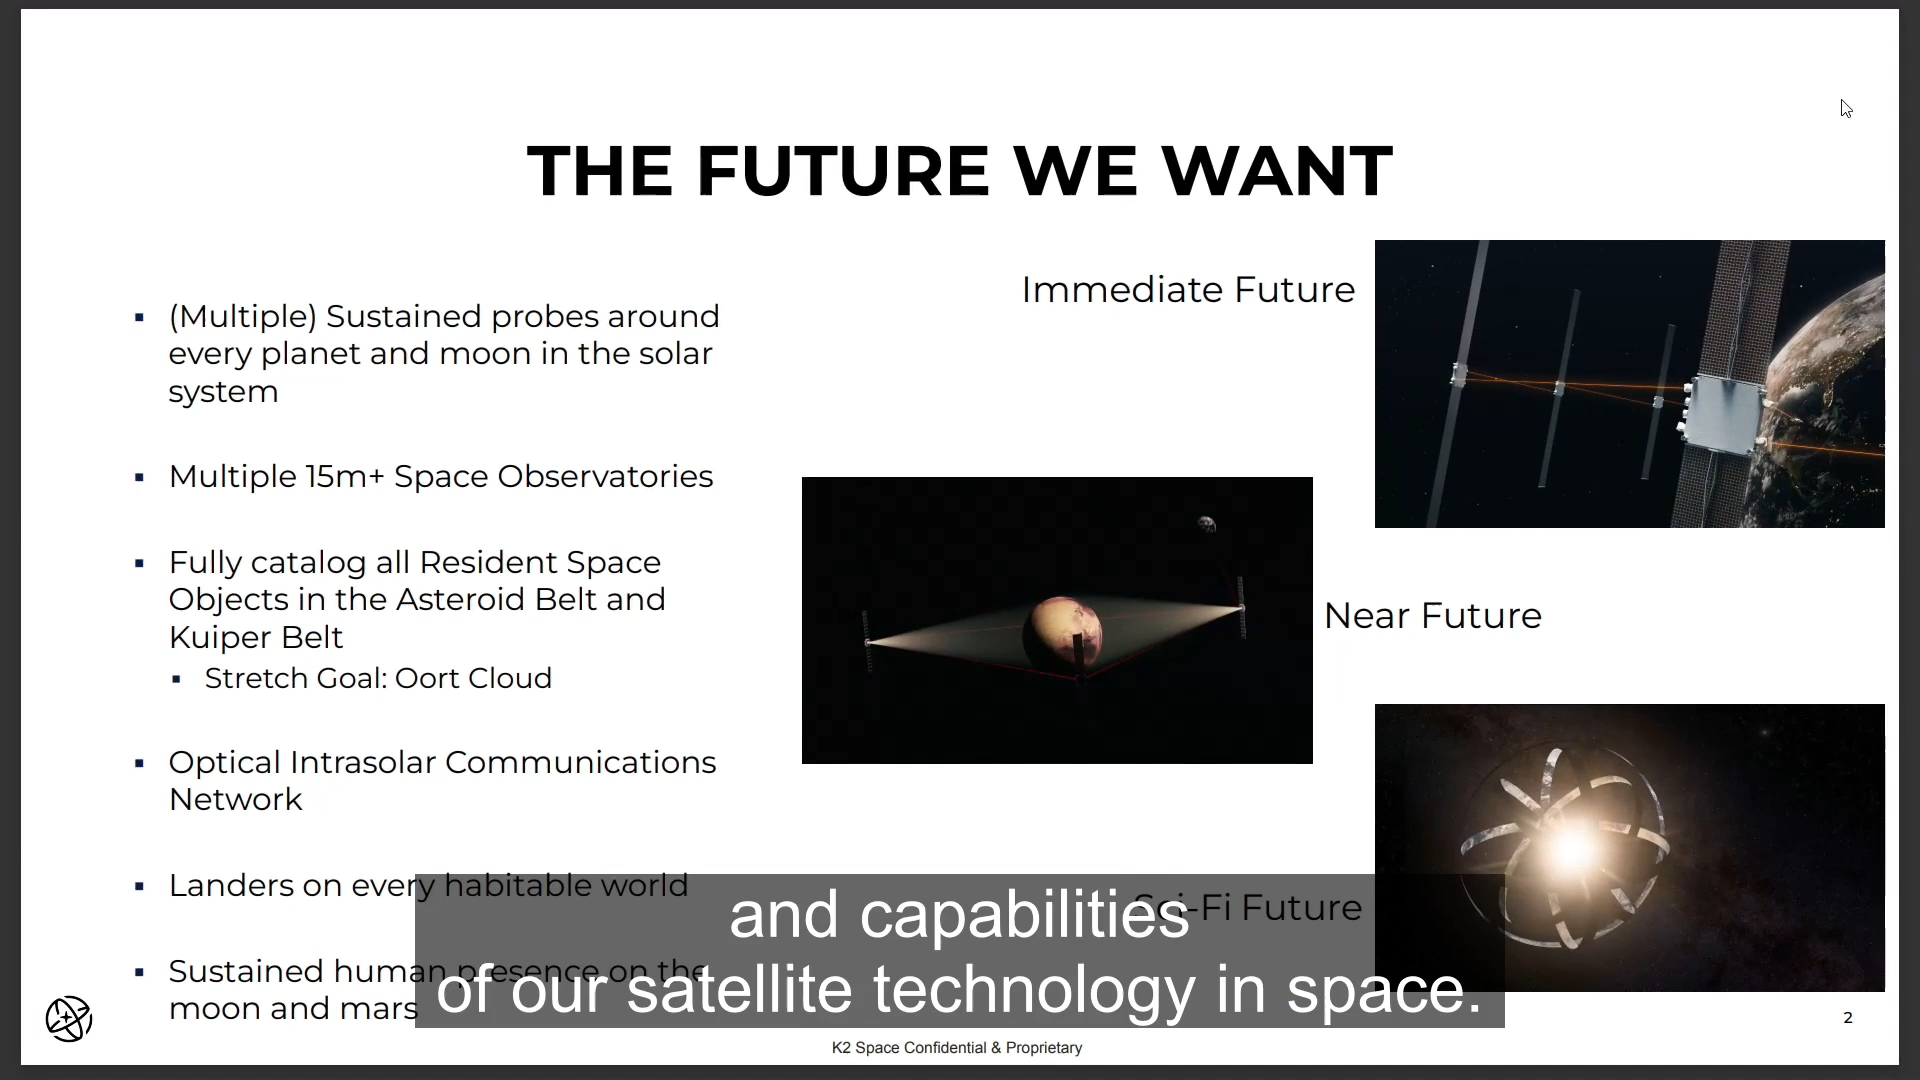 THE FUTURE WE WANT
▪ (Multiple) Sustained probes around
every planet and moon in the solar
system
▪ Multiple 15m+ Space Observatories
▪ Fully catalog all Resident Space
Objects in the Asteroid Belt and
Kuiper Belt
▪ Stretch Goal: Oort Cloud
▪ Optical Intrasolar Communications
Network
▪ Landers on every habitable world
▪ Sustained human presence on the
moon and mars
Immediate Future
Near Future
Sci-Fi Future
and capabilities
of our satellite technology in space.
2
K2 Space Confidential & Proprietary